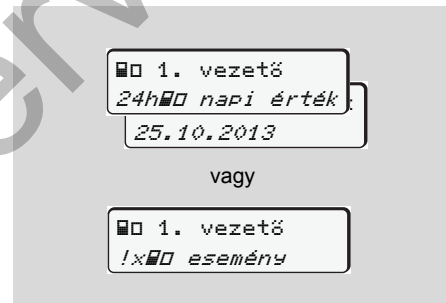 1. vezető
24h napi érték
25.10.2013
vagy
1. vezető
!x esemény